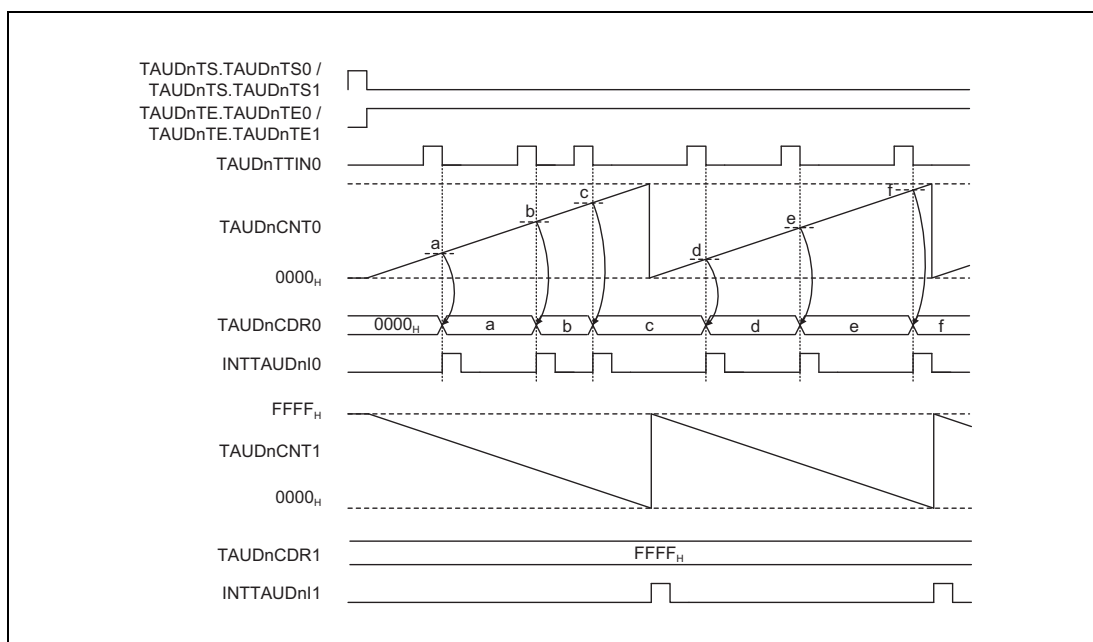 TAUDnTS.TAUDnTS0 /
TAUDnTS.TAUDnTS1
TAUDnTE.TAUDnTE0 /
TAUDnTE.TAUDnTE1
TAUDnTTIN0
TAUDnCNT0
a
b
c
d
e
f
0000H
TAUDnCDR0
0000H a b c d e f
INTTAUDnI0
FFFFH
TAUDnCNT1
0000H
TAUDnCDR1
FFFFH
INTTAUDnI1